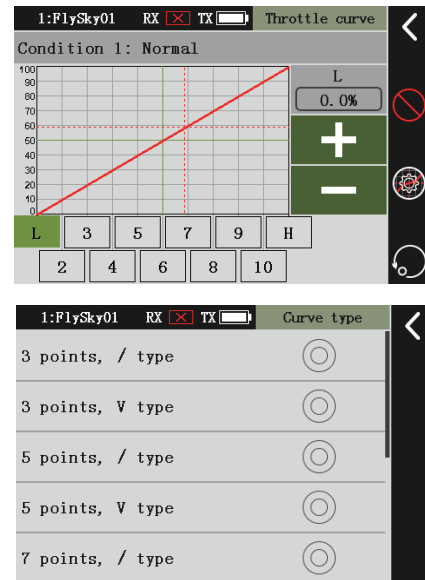 1:FlySky01 RX TX Throttle curve
Condition 1: Normal
L
0.0%
+
−
100
90
80
70
60
50
40
30
20
10
0
L 3 5 7 9 H
2 4 6 8 10
1:FlySky01 RX TX Curve type
3 points, / type
3 points, V type
5 points, / type
5 points, V type
7 points, / type